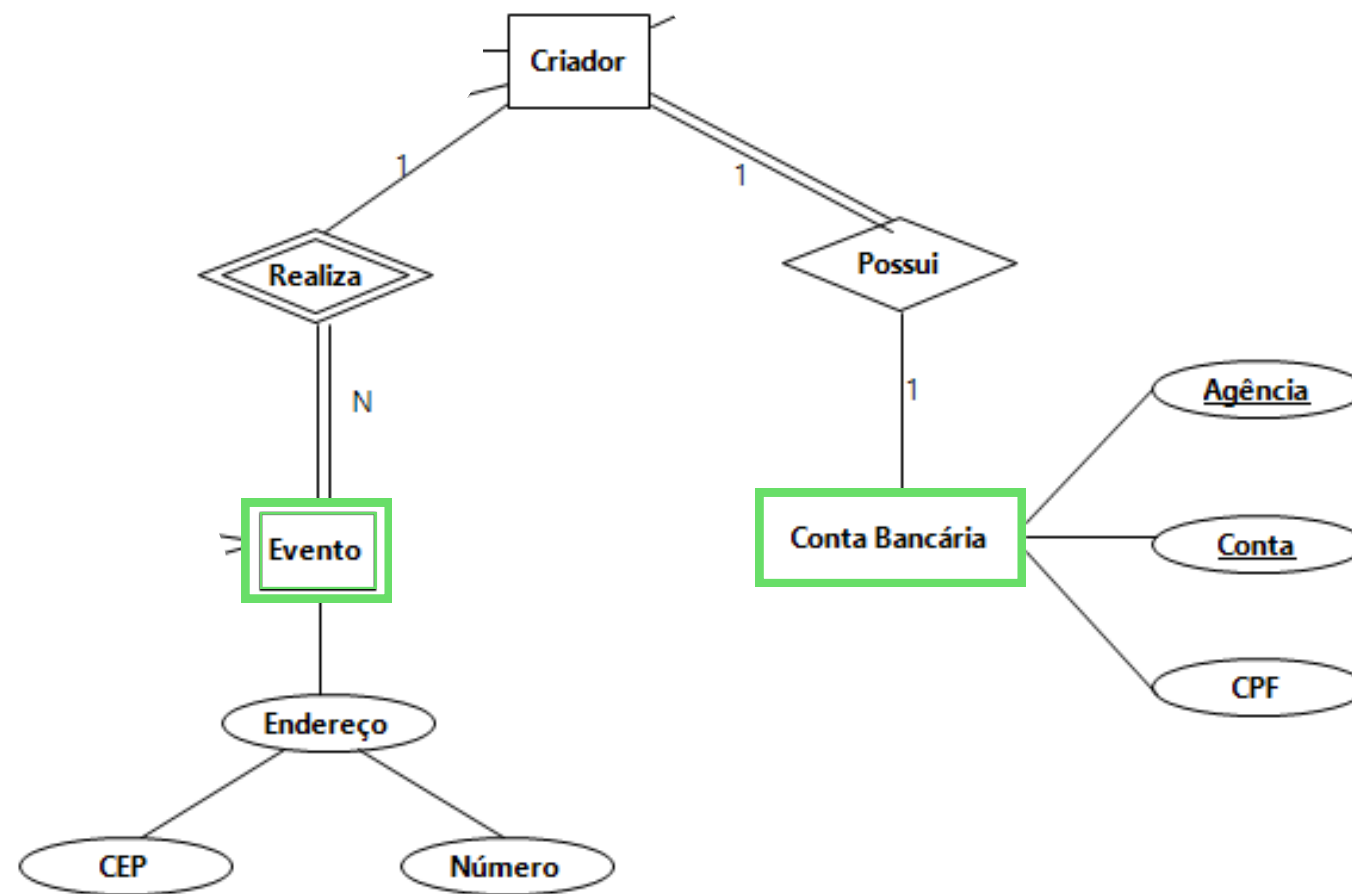 Criador
1
1
Realiza
Possui
N
1
Agência
Evento
Conta Bancária
Conta
Endereço
CPF
CEP
Número